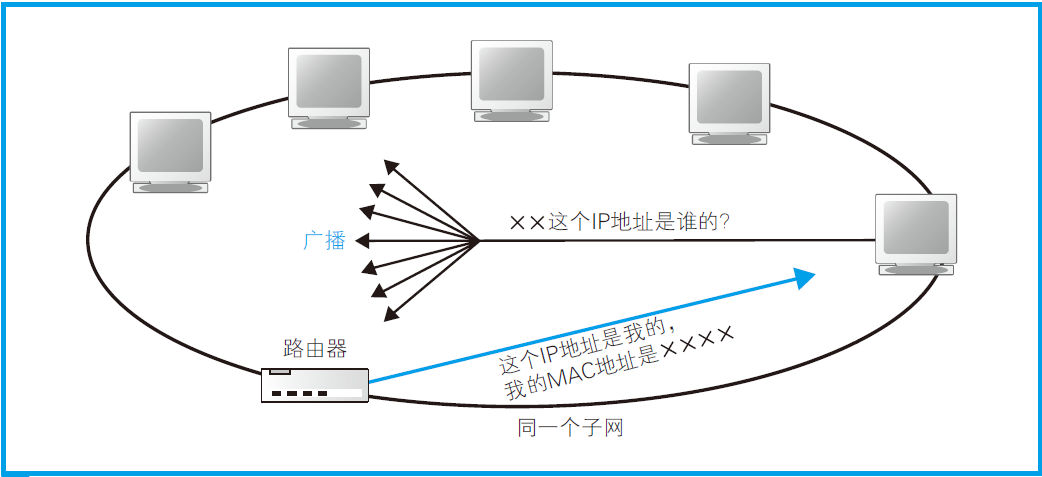 ××这个IP地址是谁的?
广播
路由器
这个IP地址是我的，
我的MAC地址是××××
同一个子网